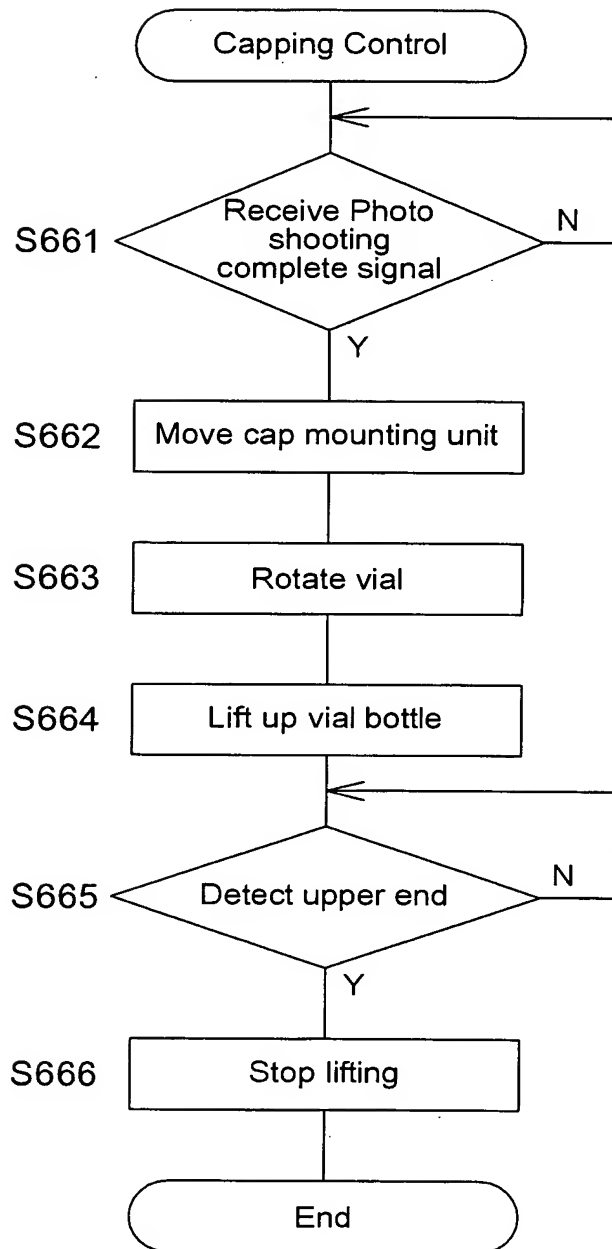 Capping Control
S661
Receive Photo
shooting
complete signal
N
Y
S662
Move cap mounting unit
S663
Rotate vial
S664
Lift up vial bottle
S665
Detect upper end
N
Y
S666
Stop lifting
End